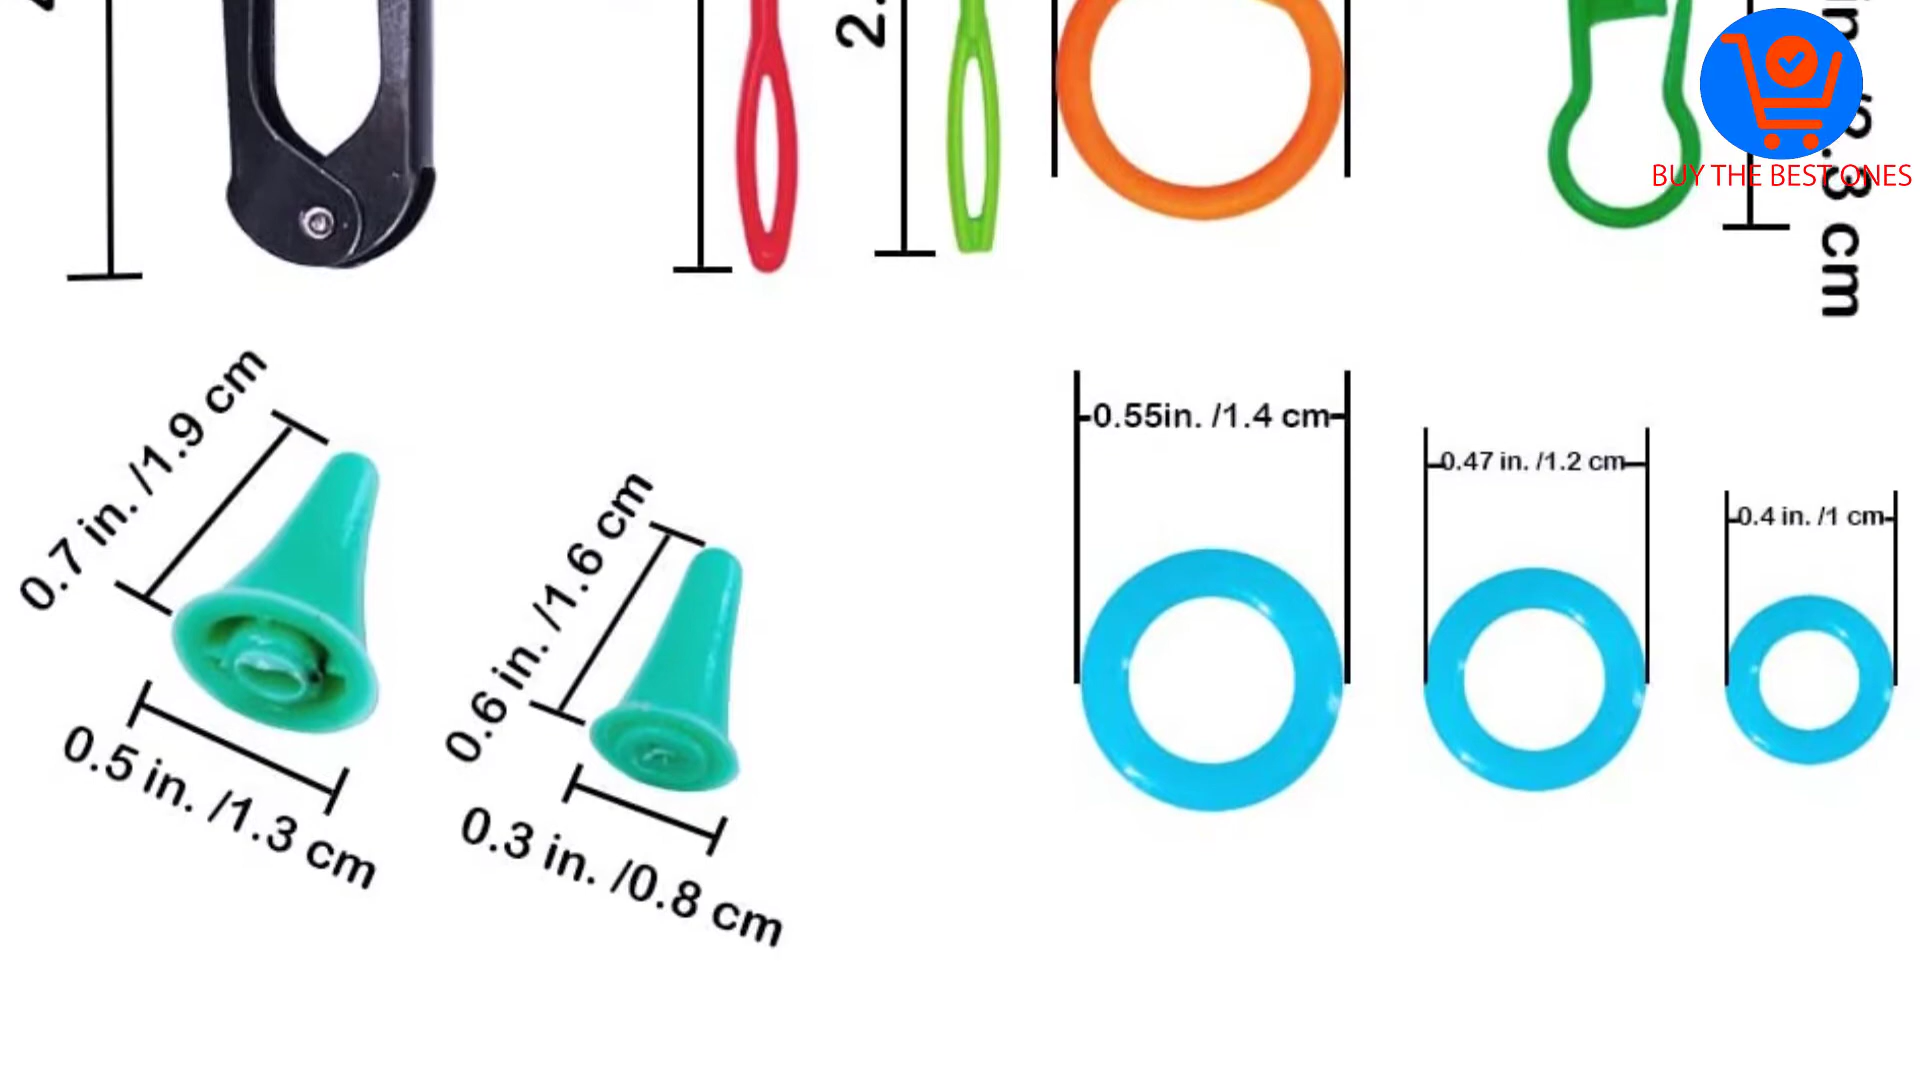 2.
BUY THE BEST ONES
cm
0.7 in. /1.9 cm
0.5 in. /1.3 cm
0.6 in. /1.6 cm
0.3 in. /0.8 cm
0.55in. /1.4 cm
0.47 in. /1.2 cm
0.4 in. /1 cm